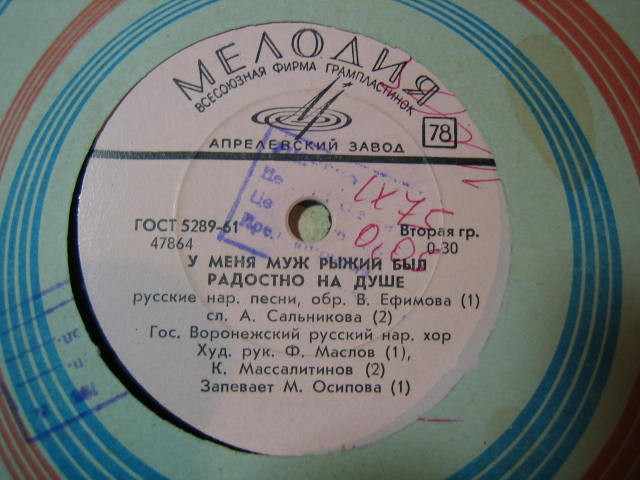 МЕЛОДИЯ
ВСЕСОЮЗНАЯ ФИРМА ГРАМПЛАСТИНОК
78
АПРЕЛЕВСКИЙ ЗАВОД
ГОСТ 5289-61
47864
IX 75
Вторая гр.
0-30
У МЕНЯ МУЖ РЫЖИЙ БЫЛ
РАДОСТНО НА ДУШЕ
русские нар. песни, обр. В. Ефимова (1)
сл. А. Сальникова (2)
Гос. Воронежский русский нар. хор
Худ. рук. Ф. Маслов (1),
К. Массалитинов (2)
Запевает М. Осипова (1)